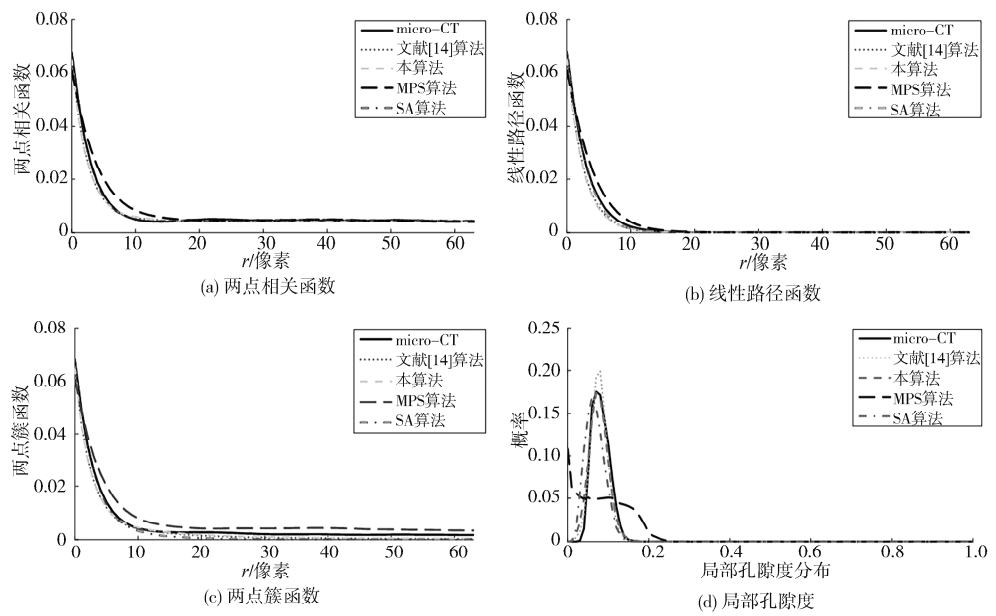 0.08
0.06
0.04
0.02
0
两点相关函数
micro-CT
文献[14]算法
本算法
MPS算法
SA算法
0 10 20 30 40 50 60
r/像素
(a) 两点相关函数
0.08
0.06
0.04
0.02
0
线性路径函数
micro-CT
文献[14]算法
本算法
MPS算法
SA算法
0 10 20 30 40 50 60
r/像素
(b) 线性路径函数
0.08
0.06
0.04
0.02
0
两点簇函数
micro-CT
文献[14]算法
本算法
MPS算法
SA算法
0 10 20 30 40 50 60
r/像素
(c) 两点簇函数
0.25
0.20
0.15
0.10
0.05
0
概率
micro-CT
文献[14]算法
本算法
MPS算法
SA算法
0 0.2 0.4 0.6 0.8 1.0
局部孔隙度分布
(d) 局部孔隙度